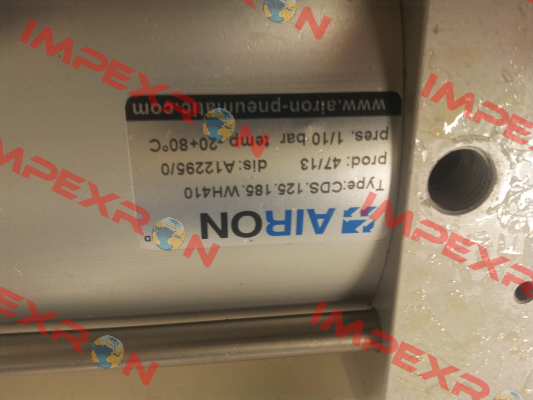 AIRON
Type:CDS.125.185.WH410
prod: 47/13 dis:A12295/0
pres. 1/10 bar temp.-20+80°C
www.airon-pneumatic.com
IMPEXRON
IMPEXRON
IMPEXRON
IMPEXRON
IMPEXRON
IMPEXRON